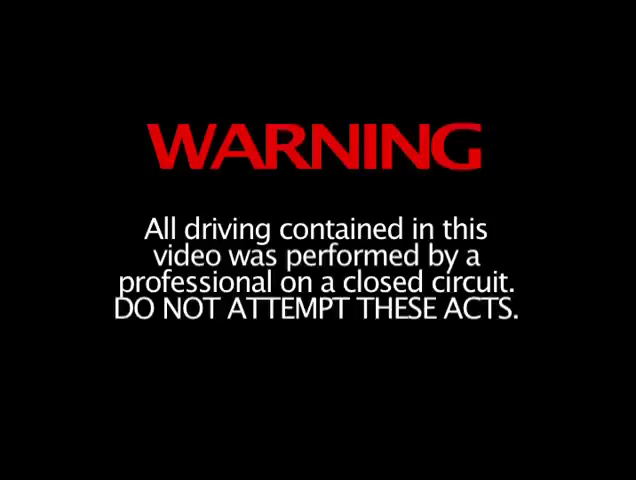 WARNING
All driving contained in this
video was performed by a
professional on a closed circuit.
DO NOT ATTEMPT THESE ACTS.